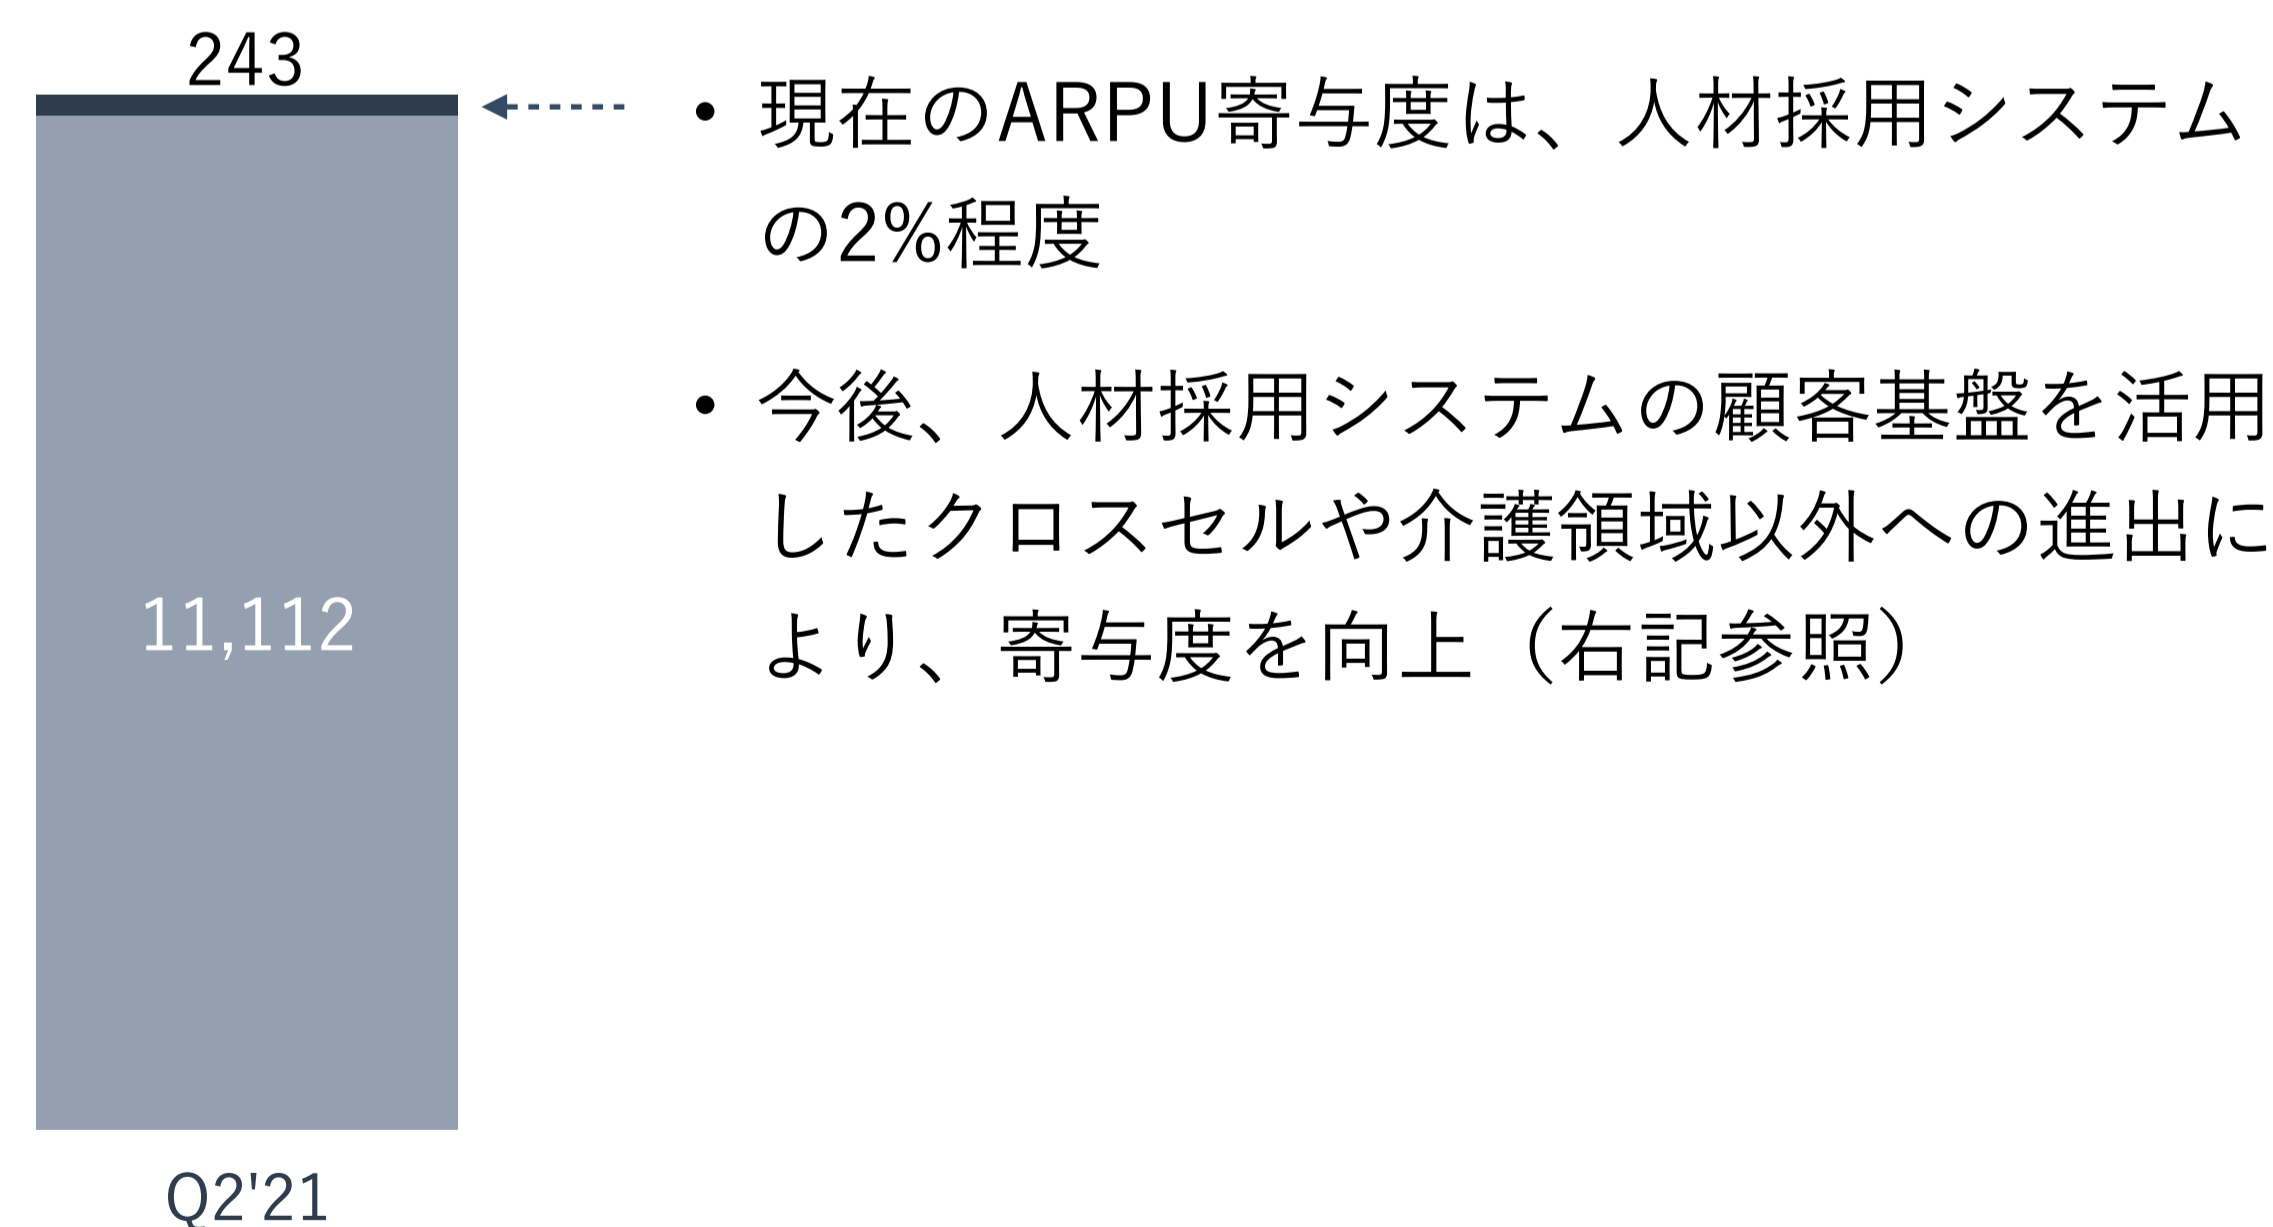 243
11,112
Q2'21
• 現在のARPU寄与度は、人材採用システム
の2%程度
• 今後、人材採用システムの顧客基盤を活用
したクロスセルや介護領域以外への進出に
より、寄与度を向上（右記参照）